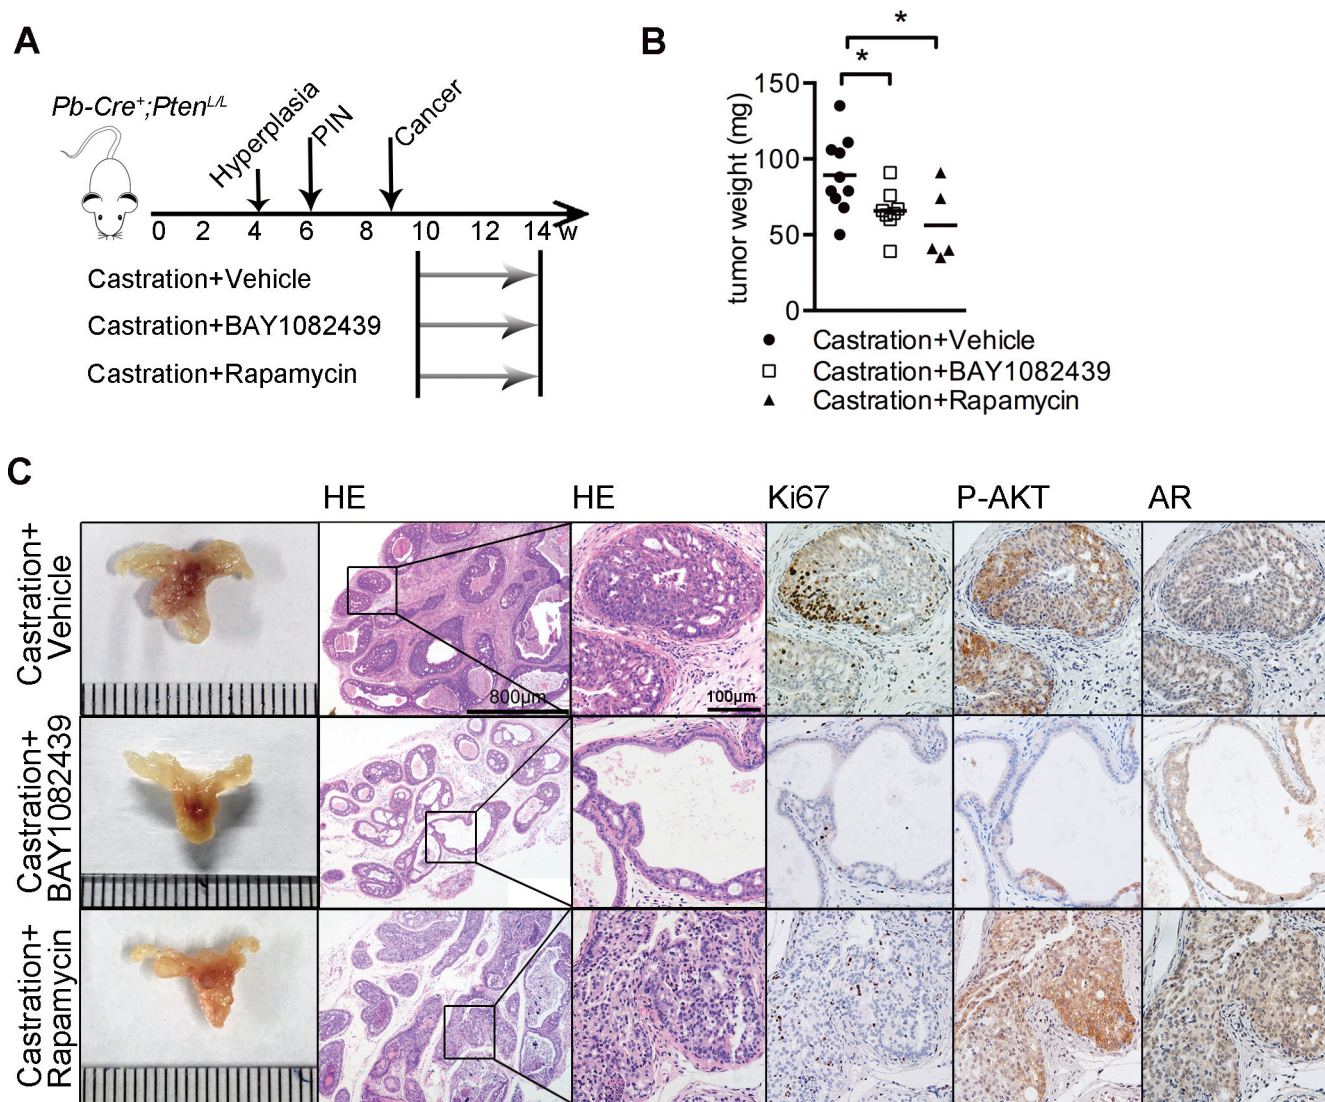 A
Pb-Cre+;PtenL/L
Hyperplasia
PIN
Cancer
0 2 4 6 8 10 12 14 w
Castration+Vehicle
Castration+BAY1082439
Castration+Rapamycin
B
*
*
tumor weight (mg)
150
100
50
0
● Castration+Vehicle
□ Castration+BAY1082439
▲ Castration+Rapamycin
C
HE HE Ki67 P-AKT AR
Castration+
Vehicle
800µm
100µm
Castration+
BAY1082439
Castration+
Rapamycin